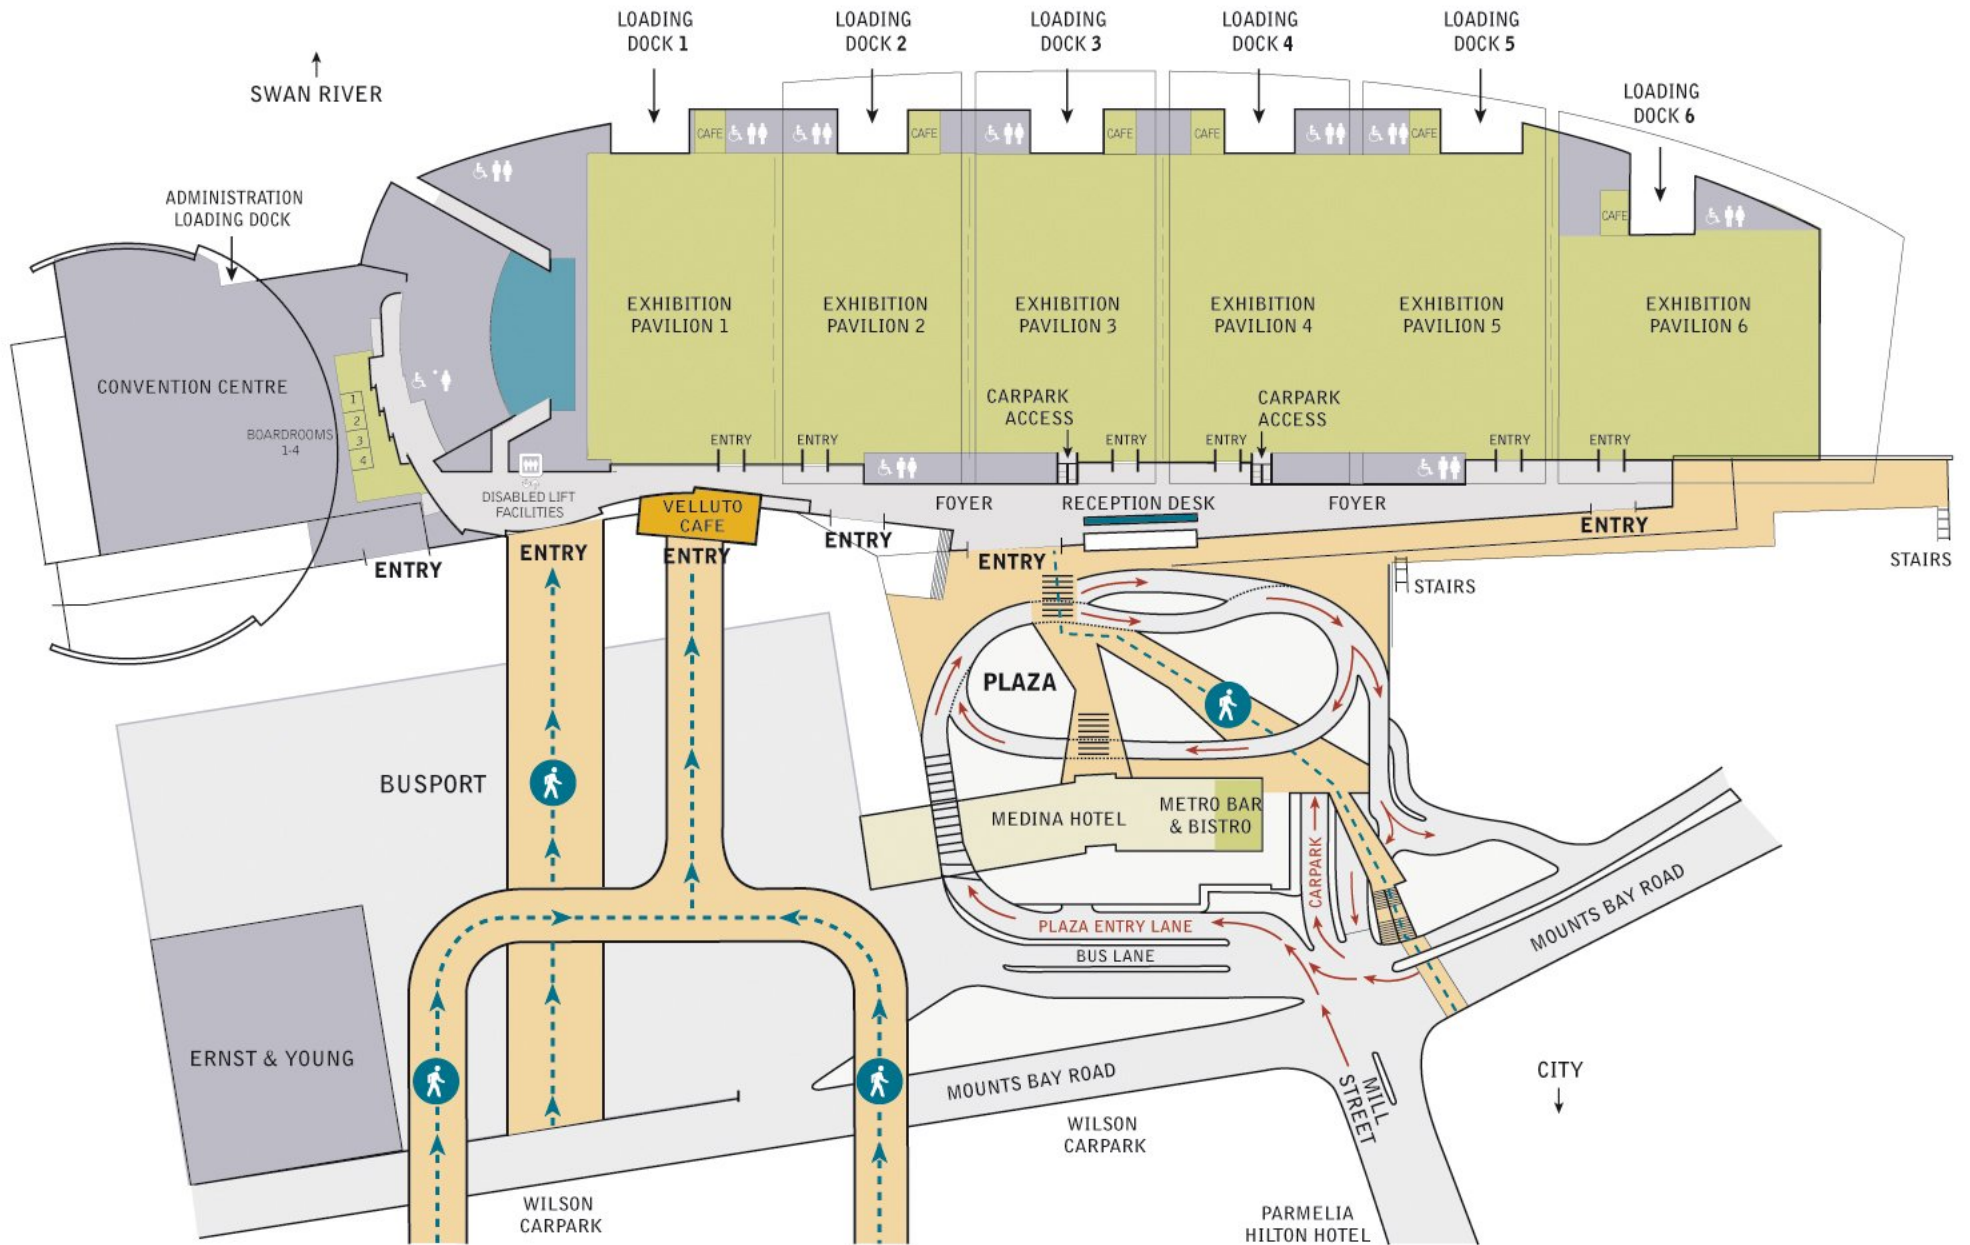 LOADING
DOCK 1
LOADING
DOCK 2
LOADING
DOCK 3
LOADING
DOCK 4
LOADING
DOCK 5
LOADING
DOCK 6
SWAN RIVER
CAFE
CAFE
CAFE
CAFE
CAFE
CAFE
ADMINISTRATION
LOADING DOCK
EXHIBITION
PAVILION 1
EXHIBITION
PAVILION 2
EXHIBITION
PAVILION 3
EXHIBITION
PAVILION 4
EXHIBITION
PAVILION 5
EXHIBITION
PAVILION 6
CONVENTION CENTRE
BOARDROOMS
1-4
1
2
3
4
CARPARK
ACCESS
CARPARK
ACCESS
ENTRY
ENTRY
ENTRY
ENTRY
ENTRY
ENTRY
DISABLED LIFT
FACILITIES
VELLUTO
CAFE
FOYER
RECEPTION DESK
FOYER
ENTRY
ENTRY
ENTRY
ENTRY
ENTRY
ENTRY
STAIRS
STAIRS
PLAZA
BUSPORT
MEDINA HOTEL
METRO BAR
& BISTRO
CARPARK
PLAZA ENTRY LANE
BUS LANE
MOUNTS BAY ROAD
ERNST & YOUNG
MOUNTS BAY ROAD
MILL
STREET
CITY
WILSON
CARPARK
WILSON
CARPARK
PARMELIA
HILTON HOTEL